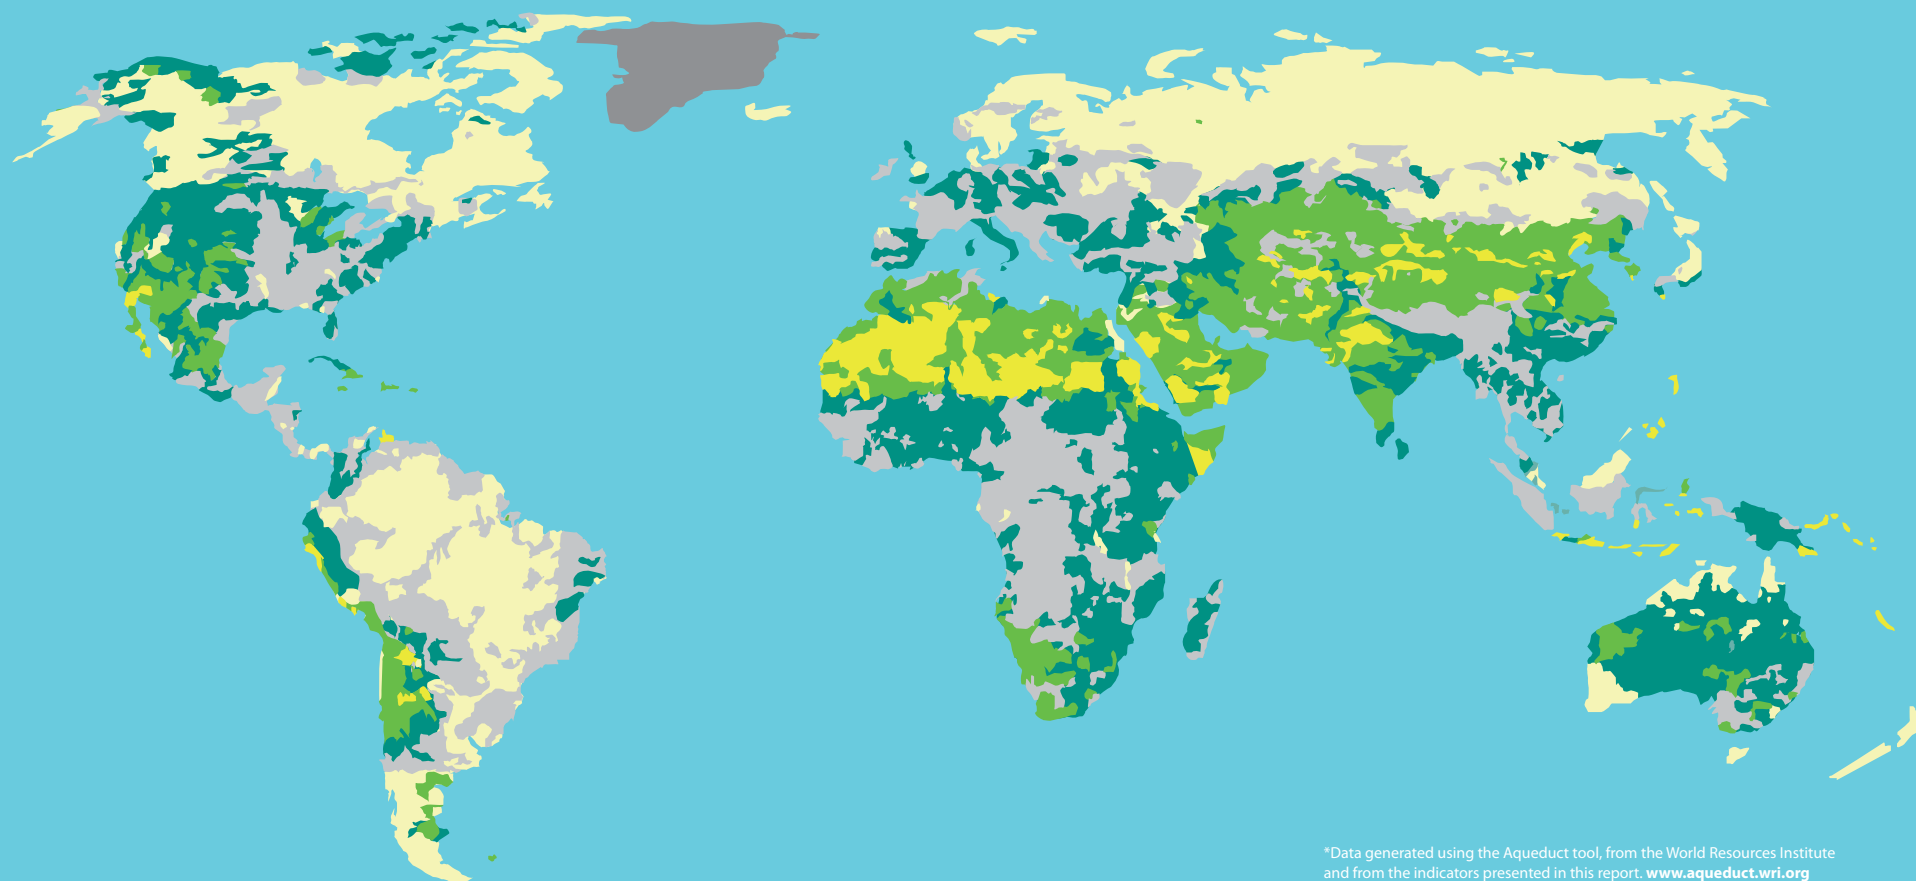 *Data generated using the Aqueduct tool, from the World Resources Institute
and from the indicators presented in this report. www.aqueduct.wri.org